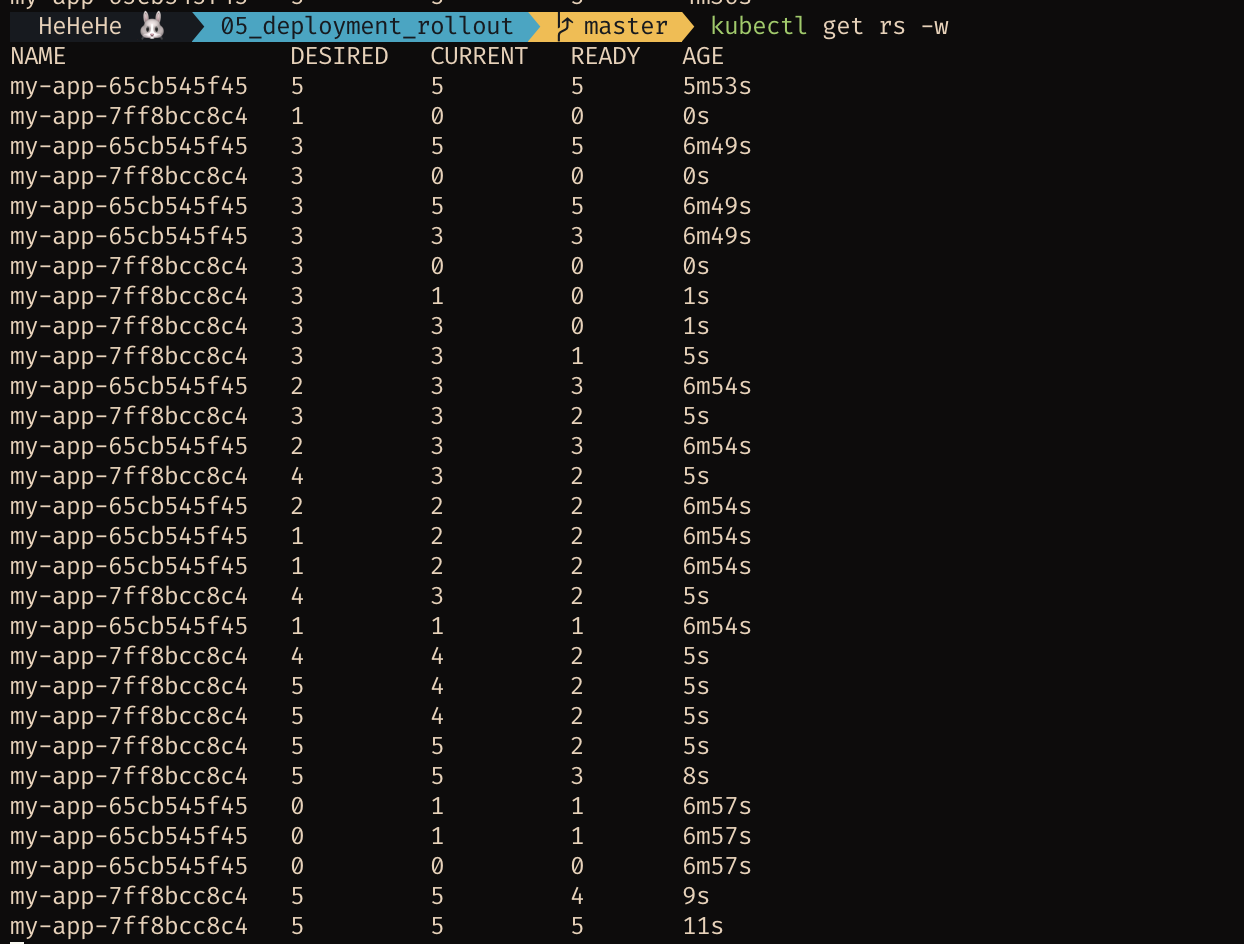 HeHeHe 🐰 05_deployment_rollout master kubectl get rs -w
NAME DESIRED CURRENT READY AGE
my-app-65cb545f45 5 5 5 5m53s
my-app-7ff8bcc8c4 1 0 0 0s
my-app-65cb545f45 3 5 5 6m49s
my-app-7ff8bcc8c4 3 0 0 0s
my-app-65cb545f45 3 5 5 6m49s
my-app-65cb545f45 3 3 3 6m49s
my-app-7ff8bcc8c4 3 0 0 0s
my-app-7ff8bcc8c4 3 1 0 1s
my-app-7ff8bcc8c4 3 3 0 1s
my-app-7ff8bcc8c4 3 3 1 5s
my-app-65cb545f45 2 3 3 6m54s
my-app-7ff8bcc8c4 3 3 2 5s
my-app-65cb545f45 2 3 3 6m54s
my-app-7ff8bcc8c4 4 3 2 5s
my-app-65cb545f45 2 2 2 6m54s
my-app-65cb545f45 1 2 2 6m54s
my-app-65cb545f45 1 2 2 6m54s
my-app-7ff8bcc8c4 4 3 2 5s
my-app-65cb545f45 1 1 1 6m54s
my-app-7ff8bcc8c4 4 4 2 5s
my-app-7ff8bcc8c4 5 4 2 5s
my-app-7ff8bcc8c4 5 4 2 5s
my-app-7ff8bcc8c4 5 5 2 5s
my-app-7ff8bcc8c4 5 5 3 8s
my-app-65cb545f45 0 1 1 6m57s
my-app-65cb545f45 0 1 1 6m57s
my-app-65cb545f45 0 0 0 6m57s
my-app-7ff8bcc8c4 5 5 4 9s
my-app-7ff8bcc8c4 5 5 5 11s